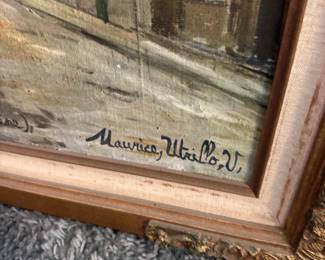 Maurice, Utrillo, V,